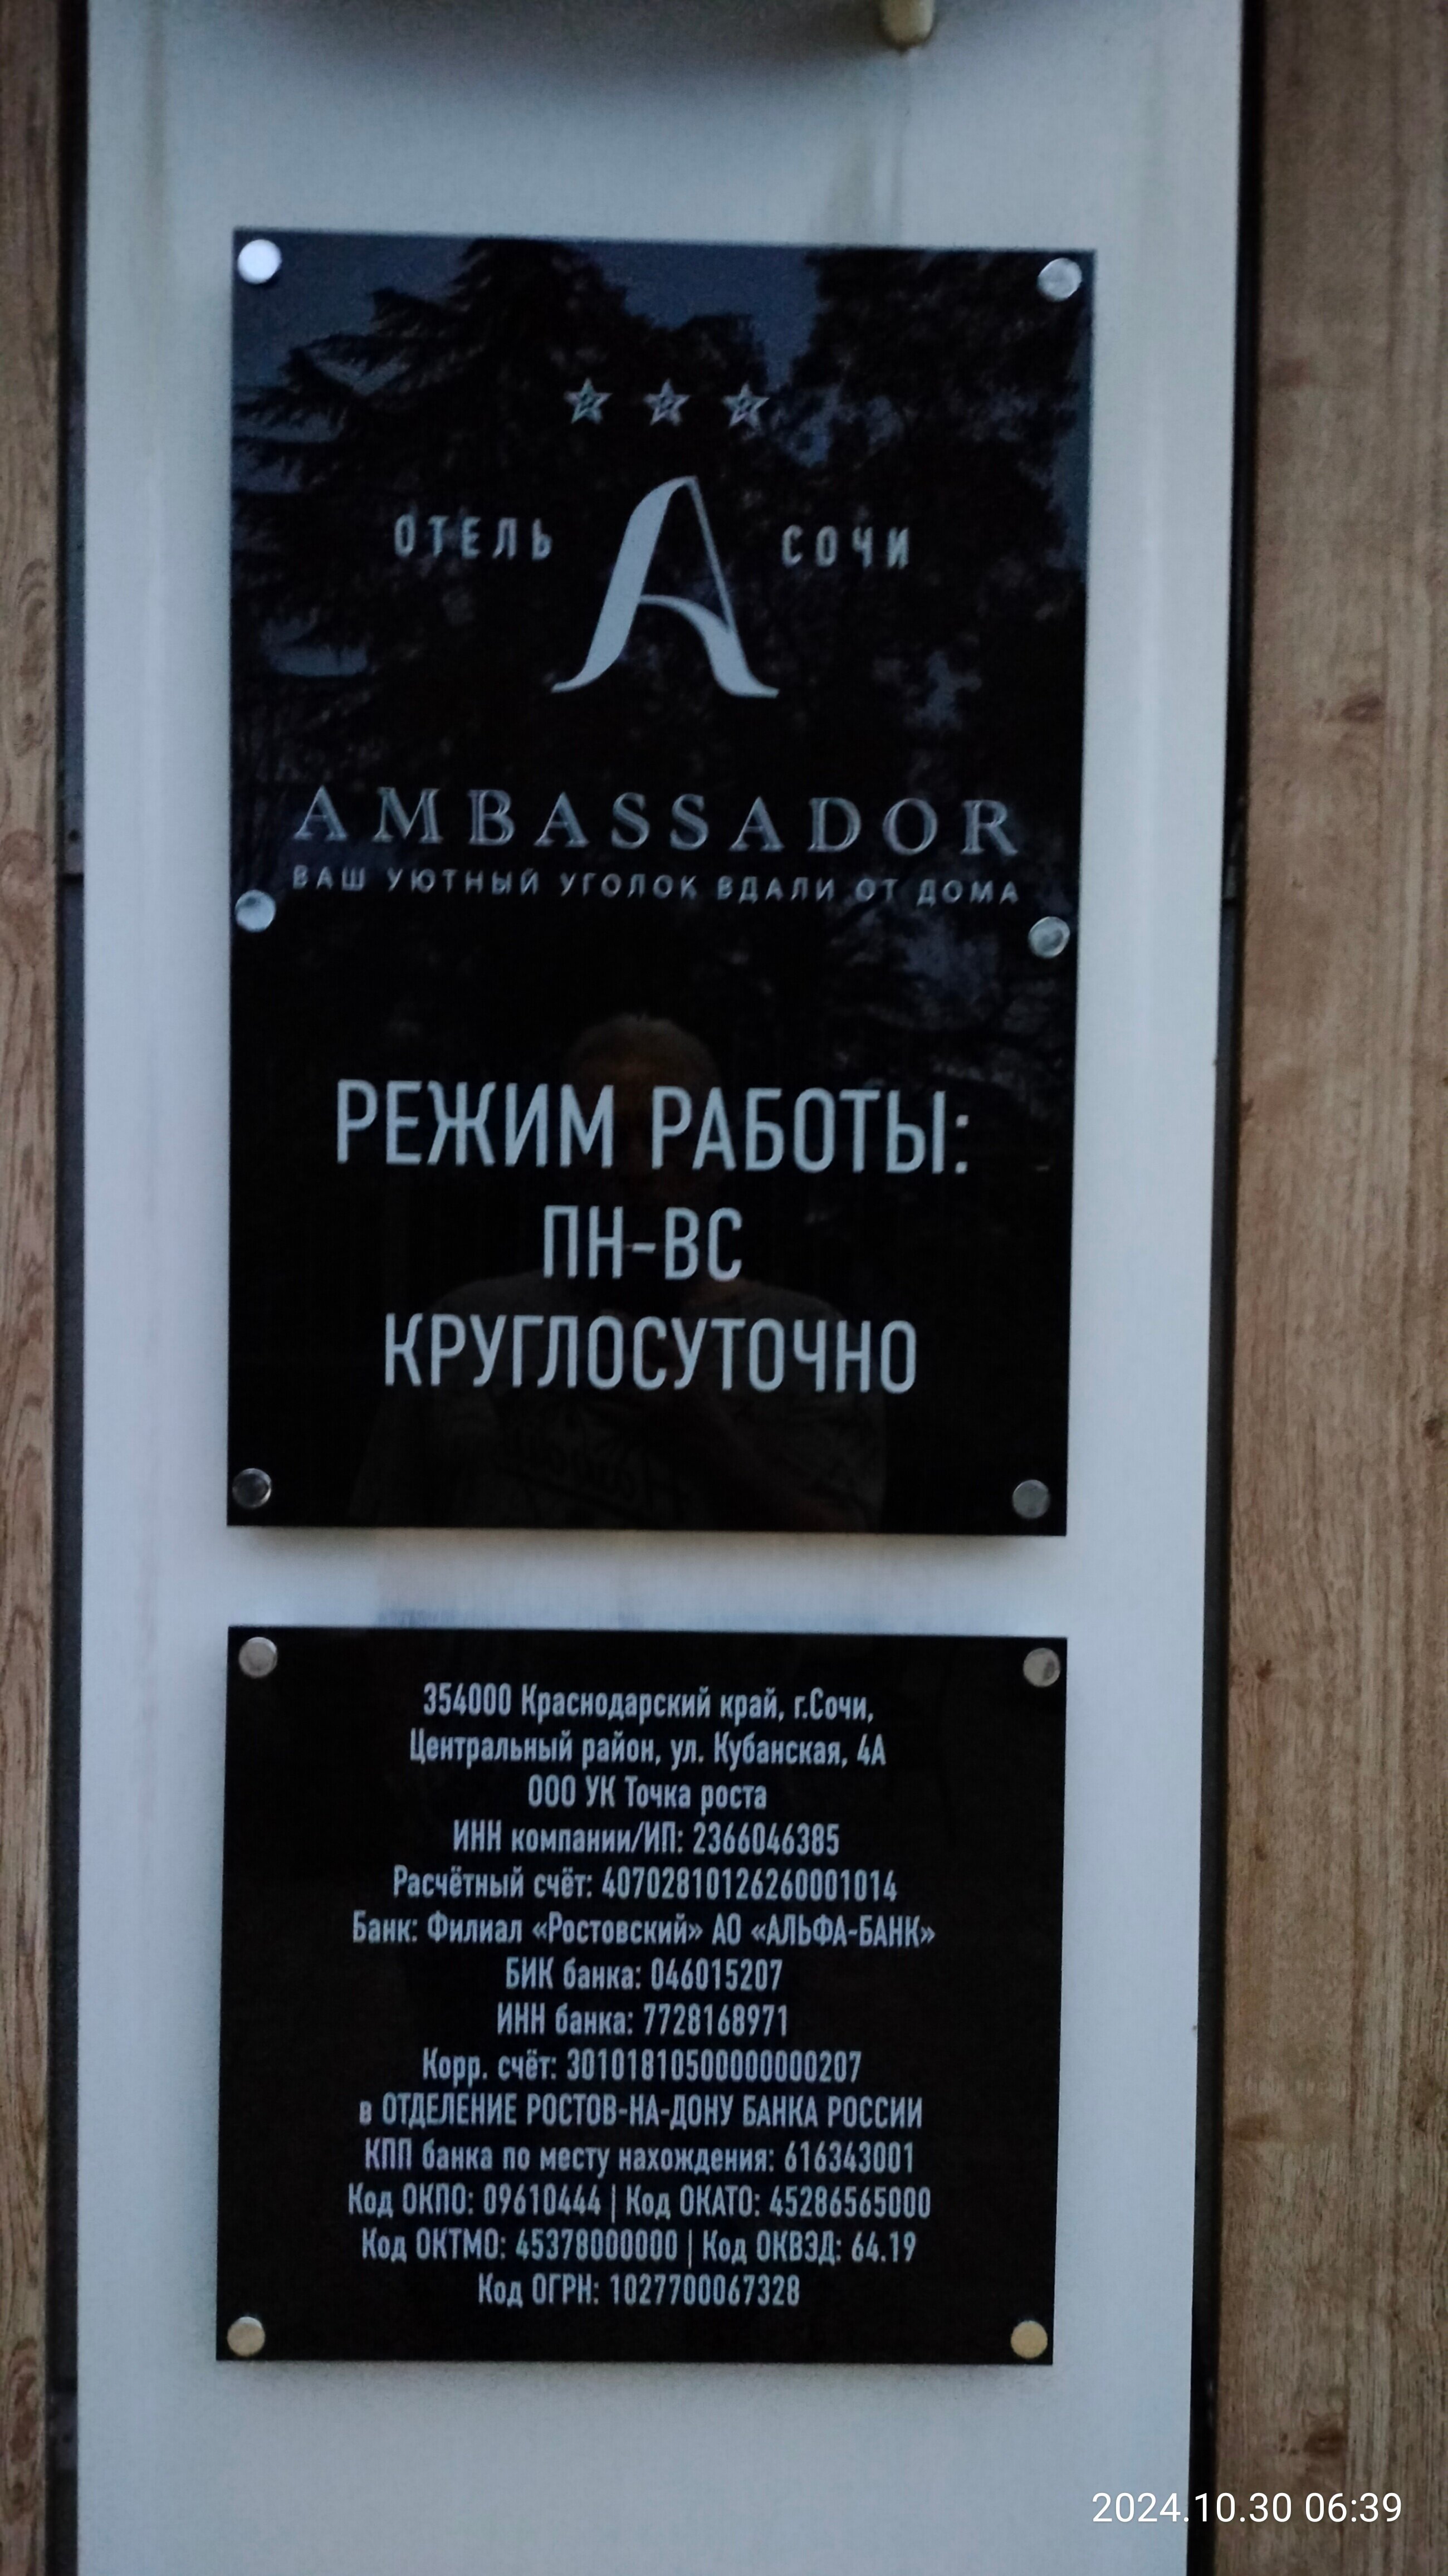 ОТЕЛЬ А СОЧИ
AMBASSADOR
ВАШ УЮТНЫЙ УГОЛОК ВДАЛИ ОТ ДОМА
РЕЖИМ РАБОТЫ:
ПН-ВС
КРУГЛОСУТОЧНО
354000 Краснодарский край, г.Сочи,
Центральный район, ул. Кубанская, 4А
ООО УК Точка роста
ИНН компании/ИП: 2366046385
Расчётный счёт: 40702810126260001014
Банк: Филиал «Ростовский» АО «АЛЬФА-БАНК»
БИК банка: 046015207
ИНН банка: 7728168971
Корр. счёт: 30101810500000000207
в ОТДЕЛЕНИЕ РОСТОВ-НА-ДОНУ БАНКА РОССИИ
КПП банка по месту нахождения: 616343001
Код ОКПО: 09610444 | Код ОКАТО: 45286565000
Код ОКТМО: 45378000000 | Код ОКВЭД: 64.19
Код ОГРН: 1027700067328
2024.10.30 06:39